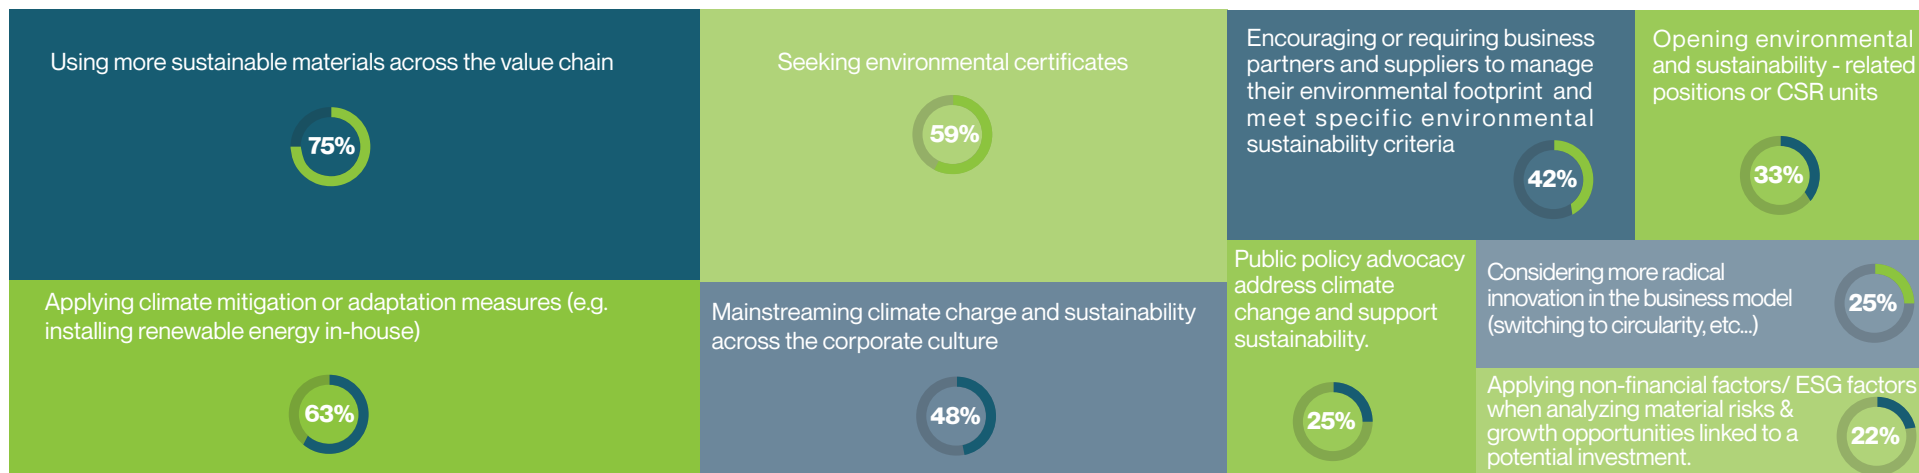 Using more sustainable materials across the value chain
75%
Applying climate mitigation or adaptation measures (e.g.
installing renewable energy in-house)
63%
Seeking environmental certificates
59%
Mainstreaming climate charge and sustainability
across the corporate culture
48%
Encouraging or requiring business
partners and suppliers to manage
their environmental footprint and
meet specific environmental
sustainability criteria
42%
Opening environmental
and sustainability - related
positions or CSR units
33%
Public policy advocacy
address climate
change and support
sustainability.
25%
Considering more radical
innovation in the business model
(switching to circularity, etc...)
25%
Applying non-financial factors/ ESG factors
when analyzing material risks &
growth opportunities linked to a
potential investment.
22%